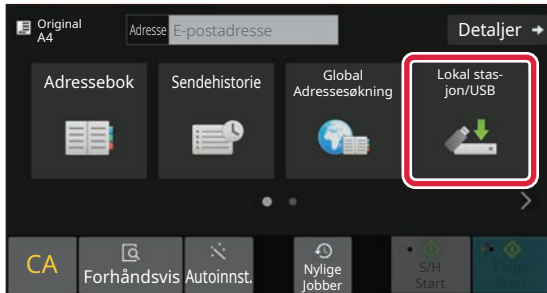 Original
A4
Adresse E-postadresse
Detaljer
Adressebok
Sendehistorie
Global
Adressesøkning
Lokal stas-
jon/USB
CA
Forhåndsvis
Autoinnst.
Nylige
Jobber
S/H
Start
Farge
Start